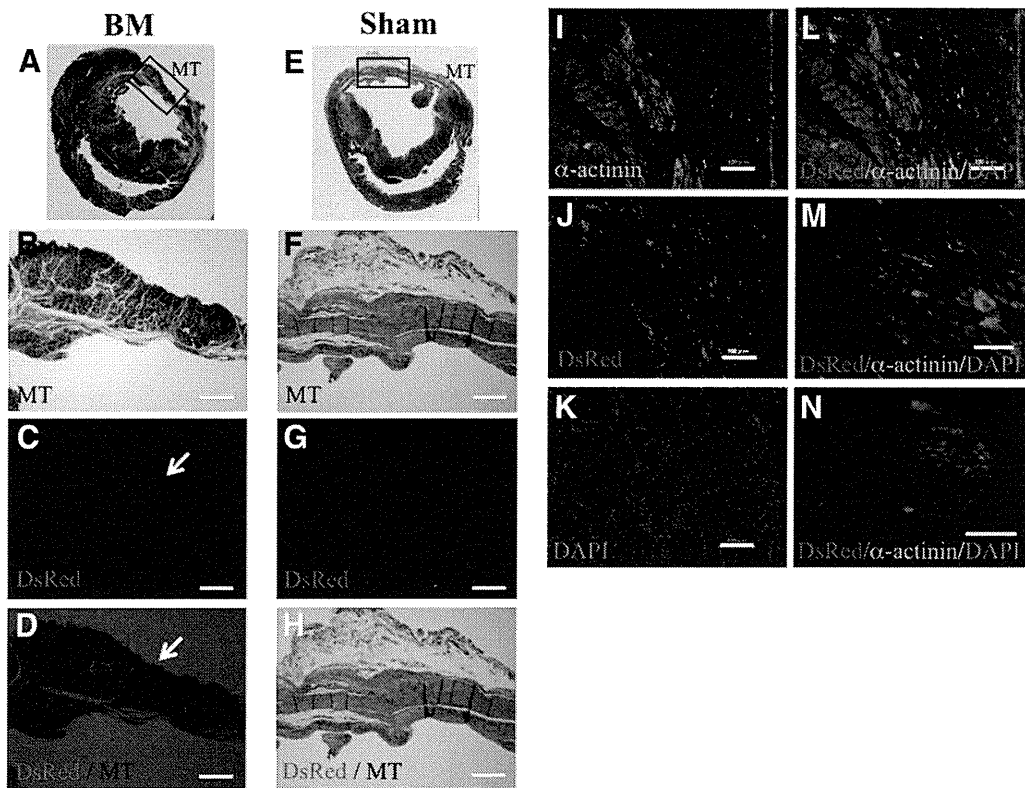 BM
Sham
A
MT
E
MT
B
MT
F
MT
C
DsRed
G
DsRed
D
DsRed / MT
H
DsRed / MT
I
α-actinin
L
DsRed/α-actinin/DAPI
J
DsRed
M
DsRed/α-actinin/DAPI
K
DAPI
N
DsRed/α-actinin/DAPI